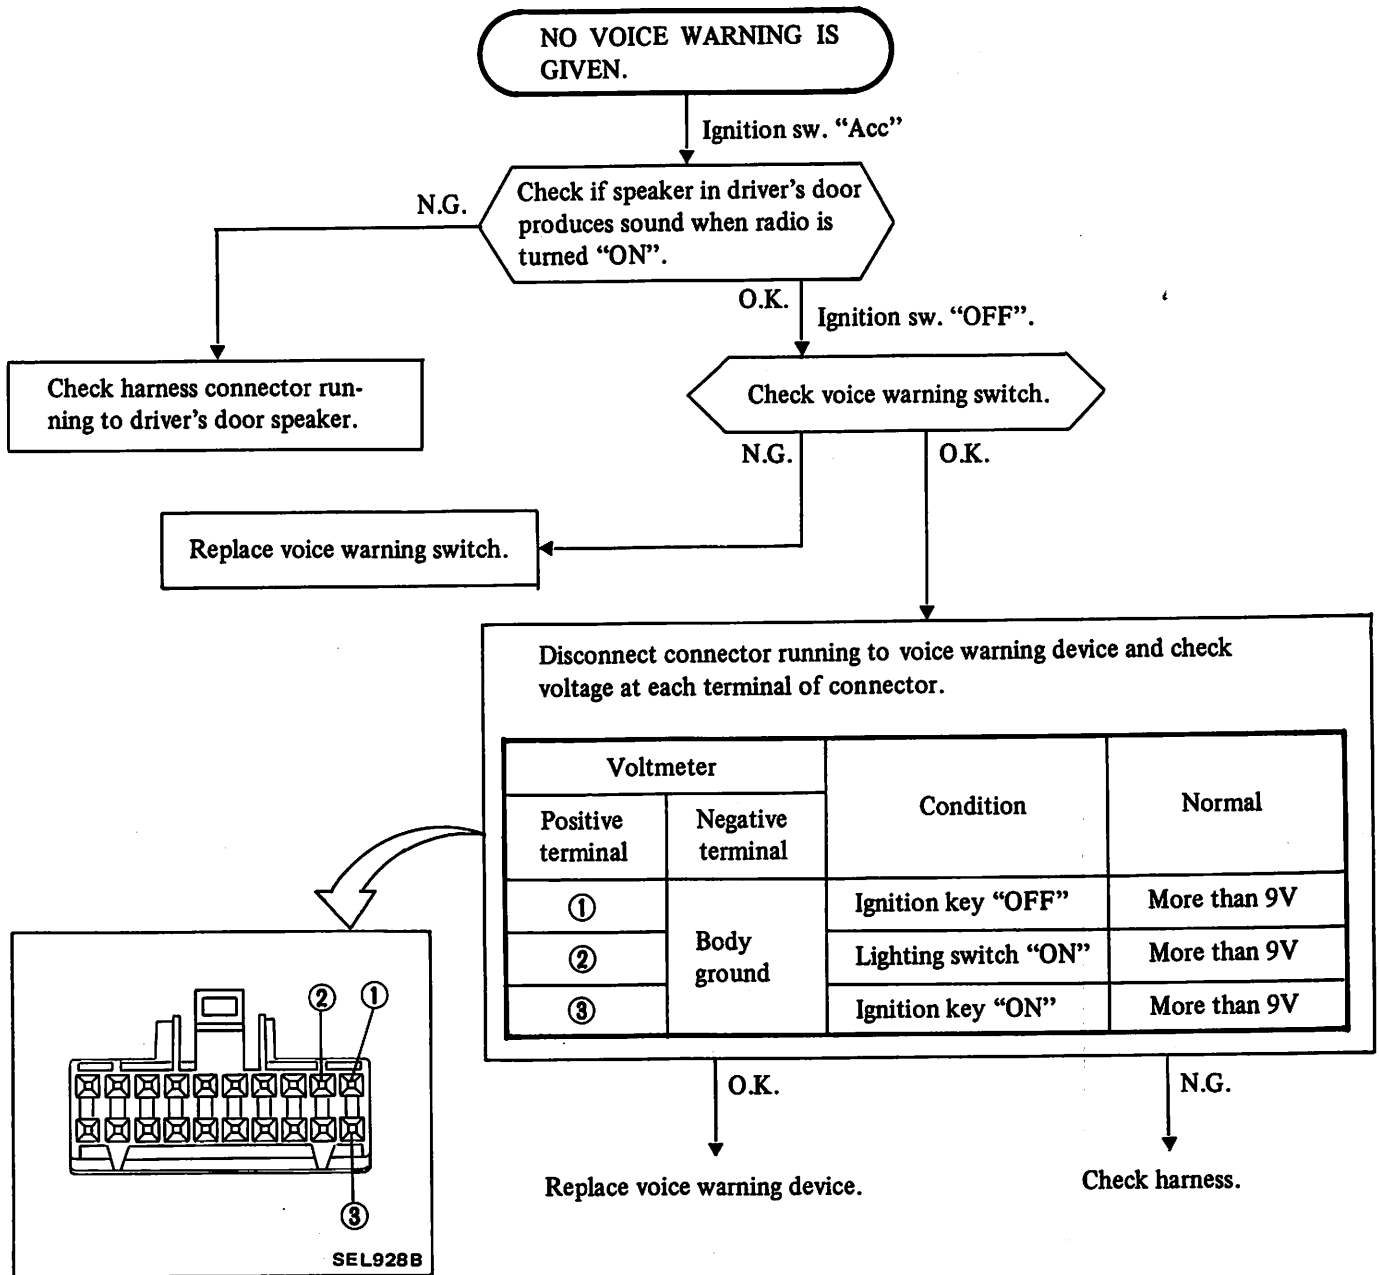 NO VOICE WARNING IS
GIVEN.
Ignition sw. “Acc”
Check if speaker in driver’s door
produces sound when radio is
turned “ON”.
N.G.
O.K.
Ignition sw. “OFF”.
Check harness connector run-
ning to driver’s door speaker.
Check voice warning switch.
N.G.
O.K.
Replace voice warning switch.
Disconnect connector running to voice warning device and check
voltage at each terminal of connector.
Voltmeter
Condition
Normal
Positive
terminal
Negative
terminal
①
Body
ground
Ignition key “OFF”
More than 9V
②
Lighting switch “ON”
More than 9V
③
Ignition key “ON”
More than 9V
O.K.
N.G.
Replace voice warning device.
Check harness.
②
①
③
SEL928B